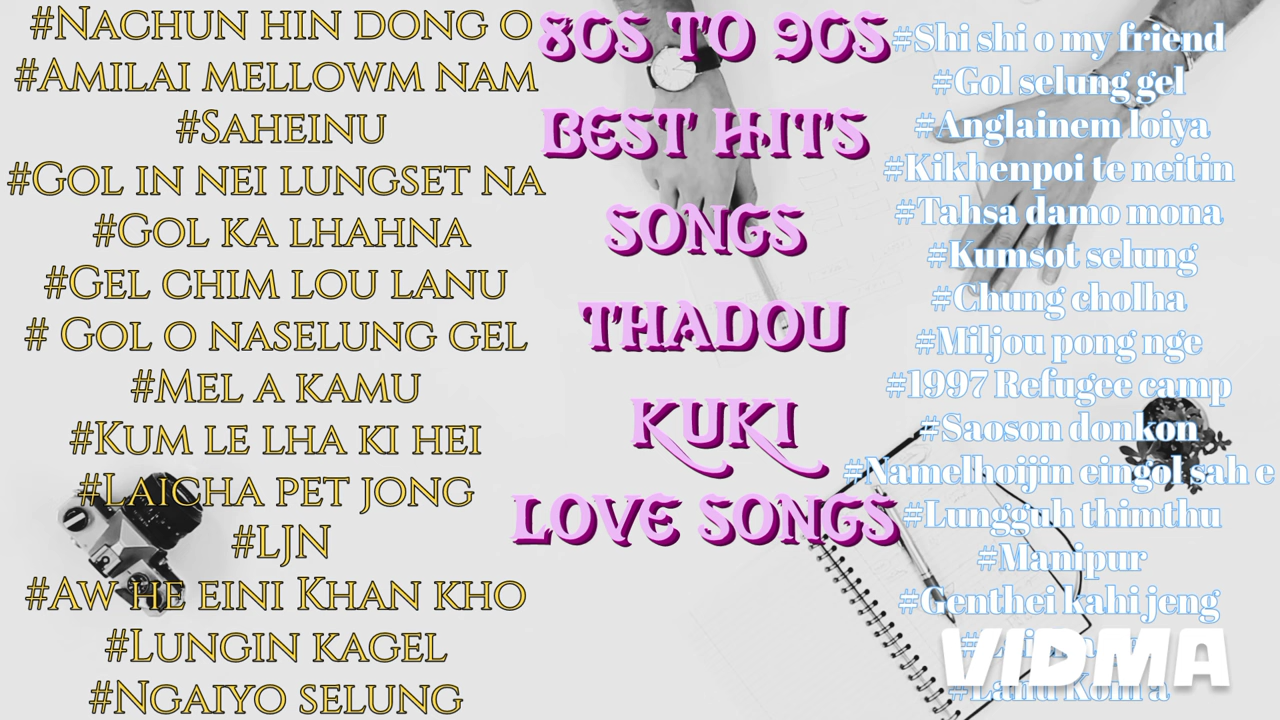 #Nachun hin dong o
#Amilai mellowm nam
#Saheinu
#Gol in nei lungset na
#Gol ka lhahna
#Gel chim lou lanu
# Gol o naselung gel
#Mel a kamu
#Kum le lha ki hei
#Laicha pet jong
#LJN
#Aw he eini Khan kho
#Lungin kagel
#Ngaiyo selung
80S TO 90S
BEST HITS
SONGS
THADOU
KUKI
LOVE SONGS
#Shi shi o my friend
#Gol selung gel
#Anglainem loiya
#Kikhenpoi te neitin
#Tahsa damo mona
#Kumsot selung
#Chung cholha
#Miljou pong nge
#1997 Refugee camp
#Saoson donkon
#Namelhoijin eingol sah e
#Lungguh thimthu
#Manipur
#Genthei kahi jeng
#Lanu Kom a
VIDMA